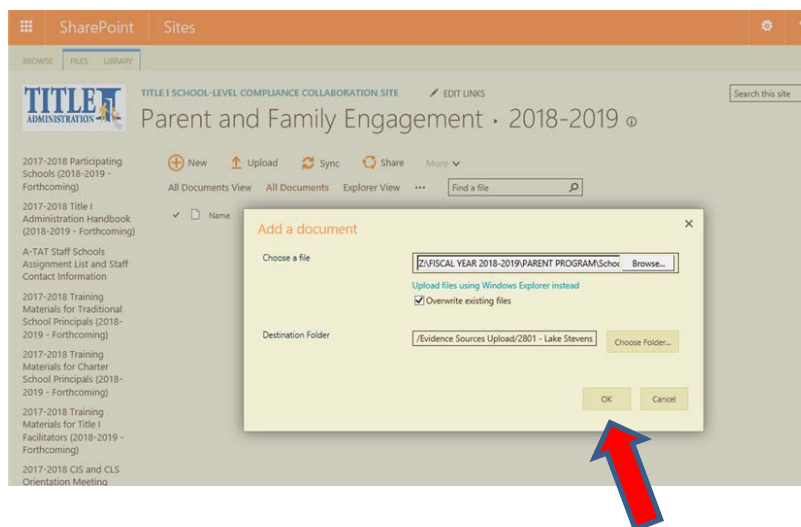 SharePoint Sites
BROWSE FILES LIBRARY
TITLE I
ADMINISTRATION
TITLE I SCHOOL-LEVEL COMPLIANCE COLLABORATION SITE EDIT LINKS
Search this site
Parent and Family Engagement · 2018-2019
2017-2018 Participating
Schools (2018-2019 -
Forthcoming)
2017-2018 Title I
Administration Handbook
(2018-2019 - Forthcoming)
A-TAT Staff Schools
Assignment List and Staff
Contact Information
2017-2018 Training
Materials for Traditional
School Principals (2018-
2019 - Forthcoming)
2017-2018 Training
Materials for Charter
School Principals (2018-
2019 - Forthcoming)
2017-2018 Training
Materials for Title I
Facilitators (2018-2019 -
Forthcoming)
2017-2018 CIS and CLS
Orientation Meeting
New Upload Sync Share More
All Documents View All Documents Explorer View ••• Find a file
Name
Add a document
Choose a file
Z:\FISCAL YEAR 2018-2019\PARENT PROGRAM\Schoo Browse...
Upload files using Windows Explorer instead
Overwrite existing files
Destination Folder
/Evidence Sources Upload/2801 - Lake Stevens Choose Folder...
OK Cancel